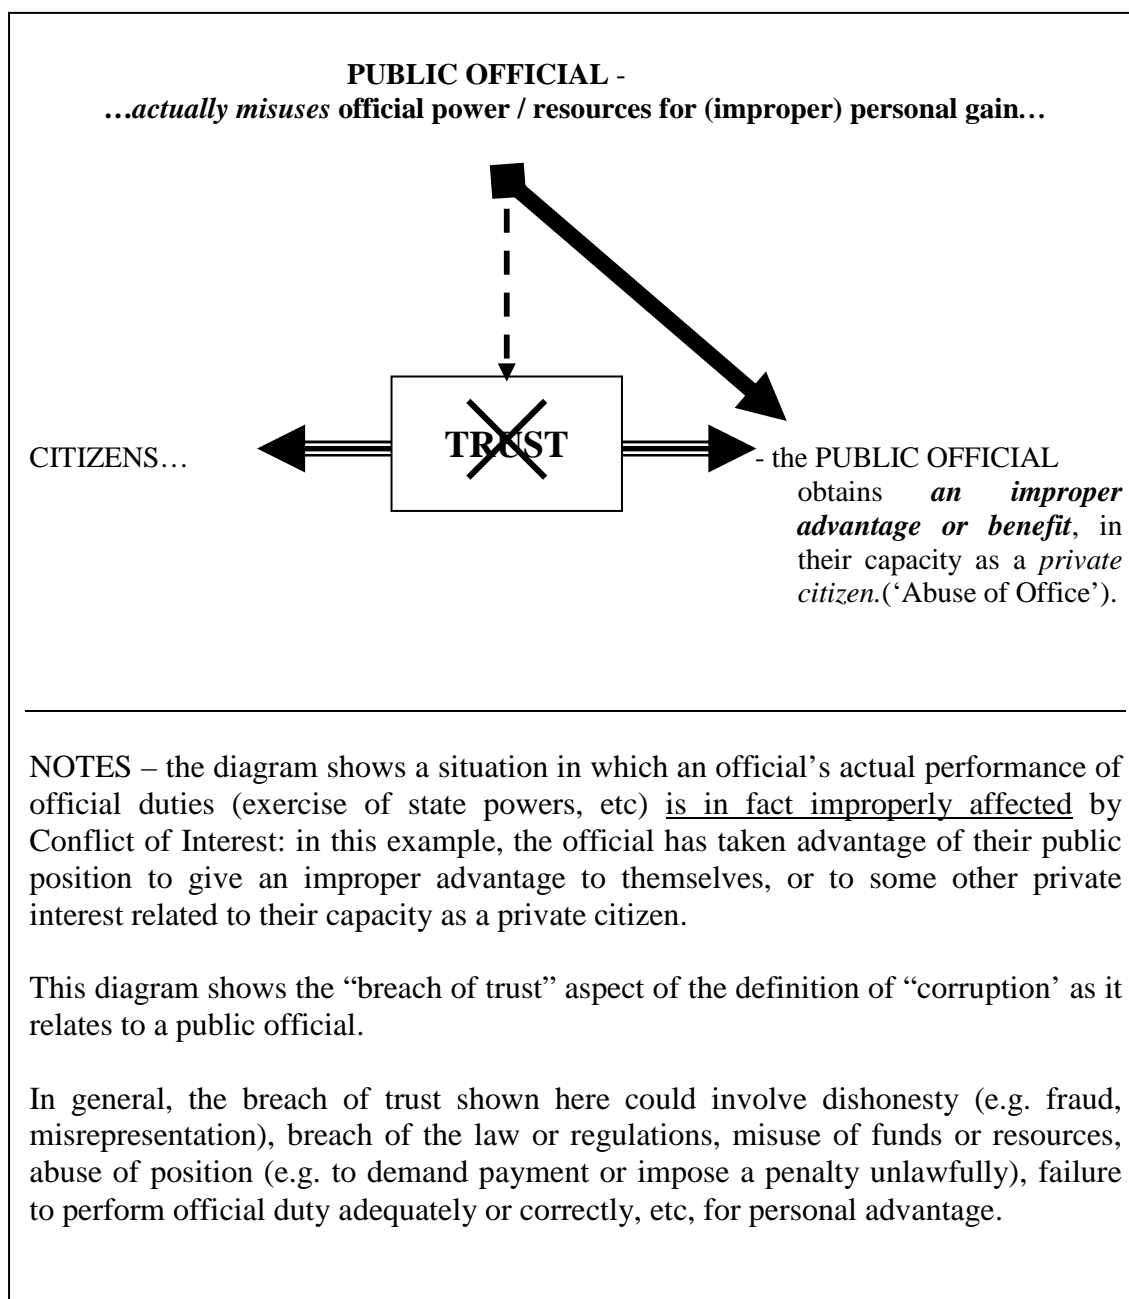 PUBLIC OFFICIAL -
…actually misuses official power / resources for (improper) personal gain…
TRUST
CITIZENS…
- the PUBLIC OFFICIAL
obtains an improper
advantage or benefit, in
their capacity as a private
citizen.(‘Abuse of Office’).
NOTES – the diagram shows a situation in which an official’s actual performance of
official duties (exercise of state powers, etc) is in fact improperly affected by
Conflict of Interest: in this example, the official has taken advantage of their public
position to give an improper advantage to themselves, or to some other private
interest related to their capacity as a private citizen.
This diagram shows the “breach of trust” aspect of the definition of “corruption’ as it
relates to a public official.
In general, the breach of trust shown here could involve dishonesty (e.g. fraud,
misrepresentation), breach of the law or regulations, misuse of funds or resources,
abuse of position (e.g. to demand payment or impose a penalty unlawfully), failure
to perform official duty adequately or correctly, etc, for personal advantage.